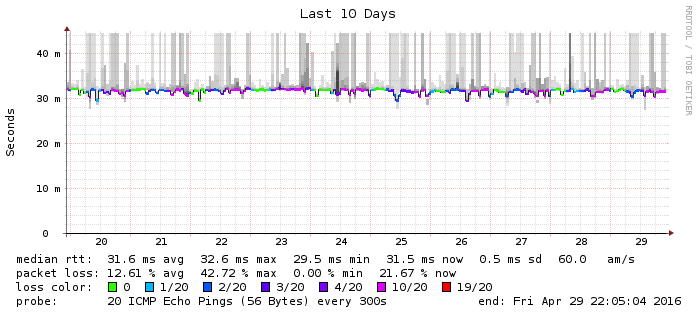 Last 10 Days
RRDTOOL / TOBI OETIKER
Seconds
40 m
30 m
20 m
10 m
0
20 21 22 23 24 25 26 27 28 29
median rtt: 31.6 ms avg 32.6 ms max 29.5 ms min 31.5 ms now 0.5 ms sd 60.0 am/s
packet loss: 12.61 % avg 42.72 % max 0.00 % min 21.67 % now
loss color: 0 1/20 2/20 3/20 4/20 10/20 19/20
probe: 20 ICMP Echo Pings (56 Bytes) every 300s end: Fri Apr 29 22:05:04 2016